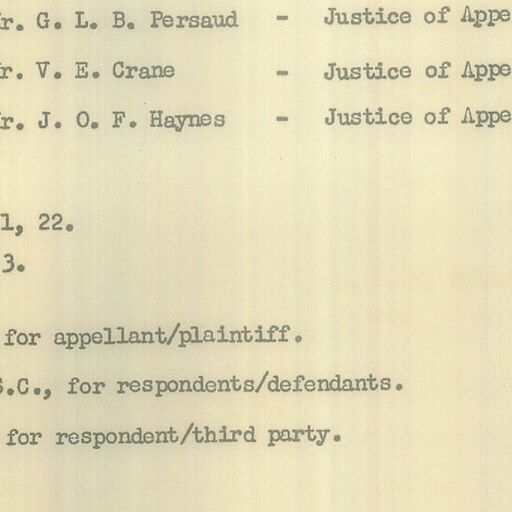 r. G. L. B. Persaud - Justice of Appe
r. V. E. Crane - Justice of Appe
r. J. O. F. Haynes - Justice of Appe
1, 22.
3.
for appellant/plaintiff.
S.C., for respondents/defendants.
for respondent/third party.